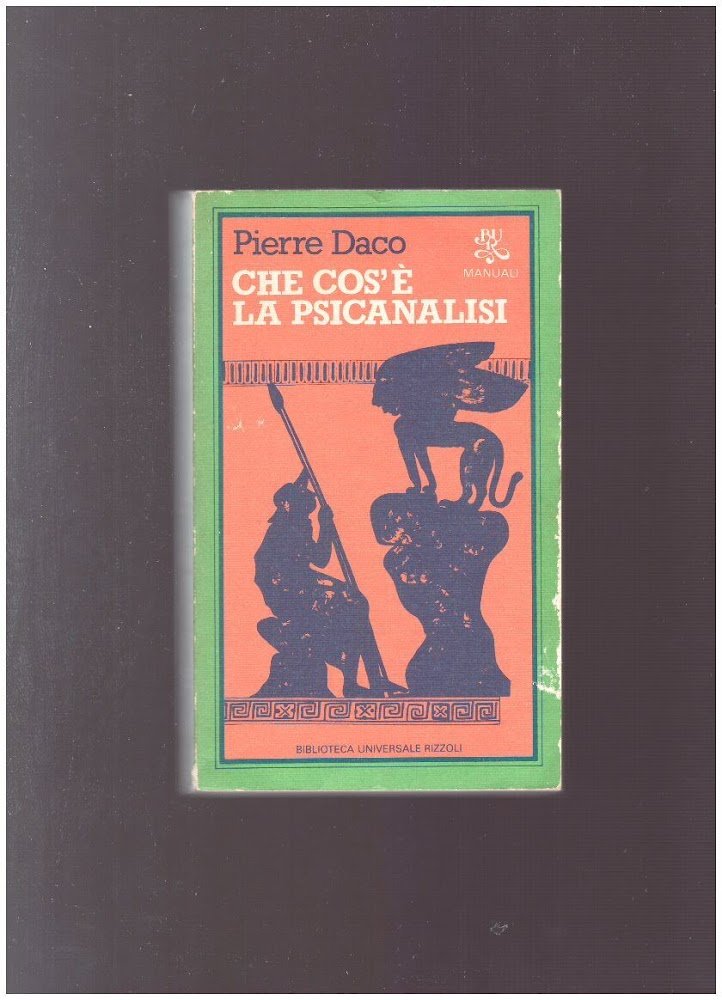 Pierre Daco
BUR
MANUALI
CHE COS'È
LA PSICANALISI
BIBLIOTECA UNIVERSALE RIZZOLI